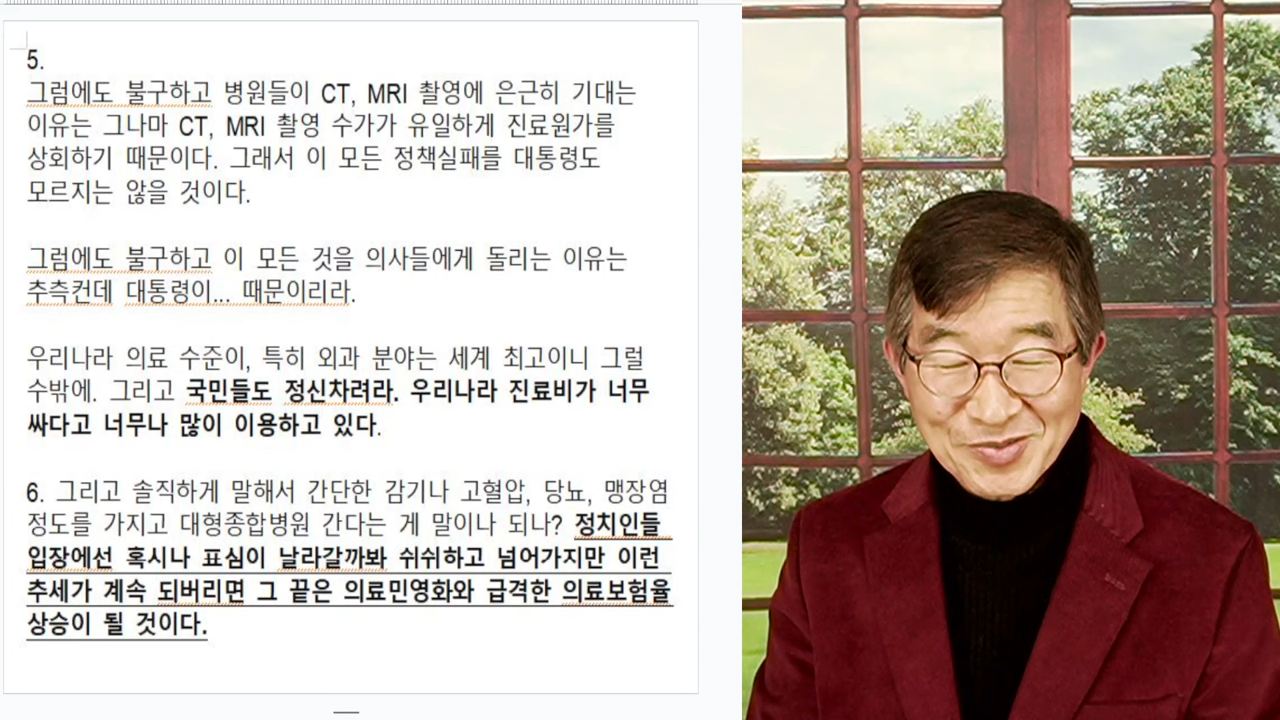 5.
그럼에도 불구하고 병원들이 CT, MRI 촬영에 은근히 기대는
이유는 그나마 CT, MRI 촬영 수가가 유일하게 진료원가를
상회하기 때문이다. 그래서 이 모든 정책실패를 대통령도
모르지는 않을 것이다.
그럼에도 불구하고 이 모든 것을 의사들에게 돌리는 이유는
추측컨데 대통령이... 때문이리라.
우리나라 의료 수준이, 특히 외과 분야는 세계 최고이니 그럴
수밖에. 그리고 국민들도 정신차려라. 우리나라 진료비가 너무
싸다고 너무나 많이 이용하고 있다.
6. 그리고 솔직하게 말해서 간단한 감기나 고혈압, 당뇨, 맹장염
정도를 가지고 대형종합병원 간다는 게 말이나 되나? 정치인들
입장에선 혹시나 표심이 날라갈까봐 쉬쉬하고 넘어가지만 이런
추세가 계속 되버리면 그 끝은 의료민영화와 급격한 의료보험율
상승이 될 것이다.